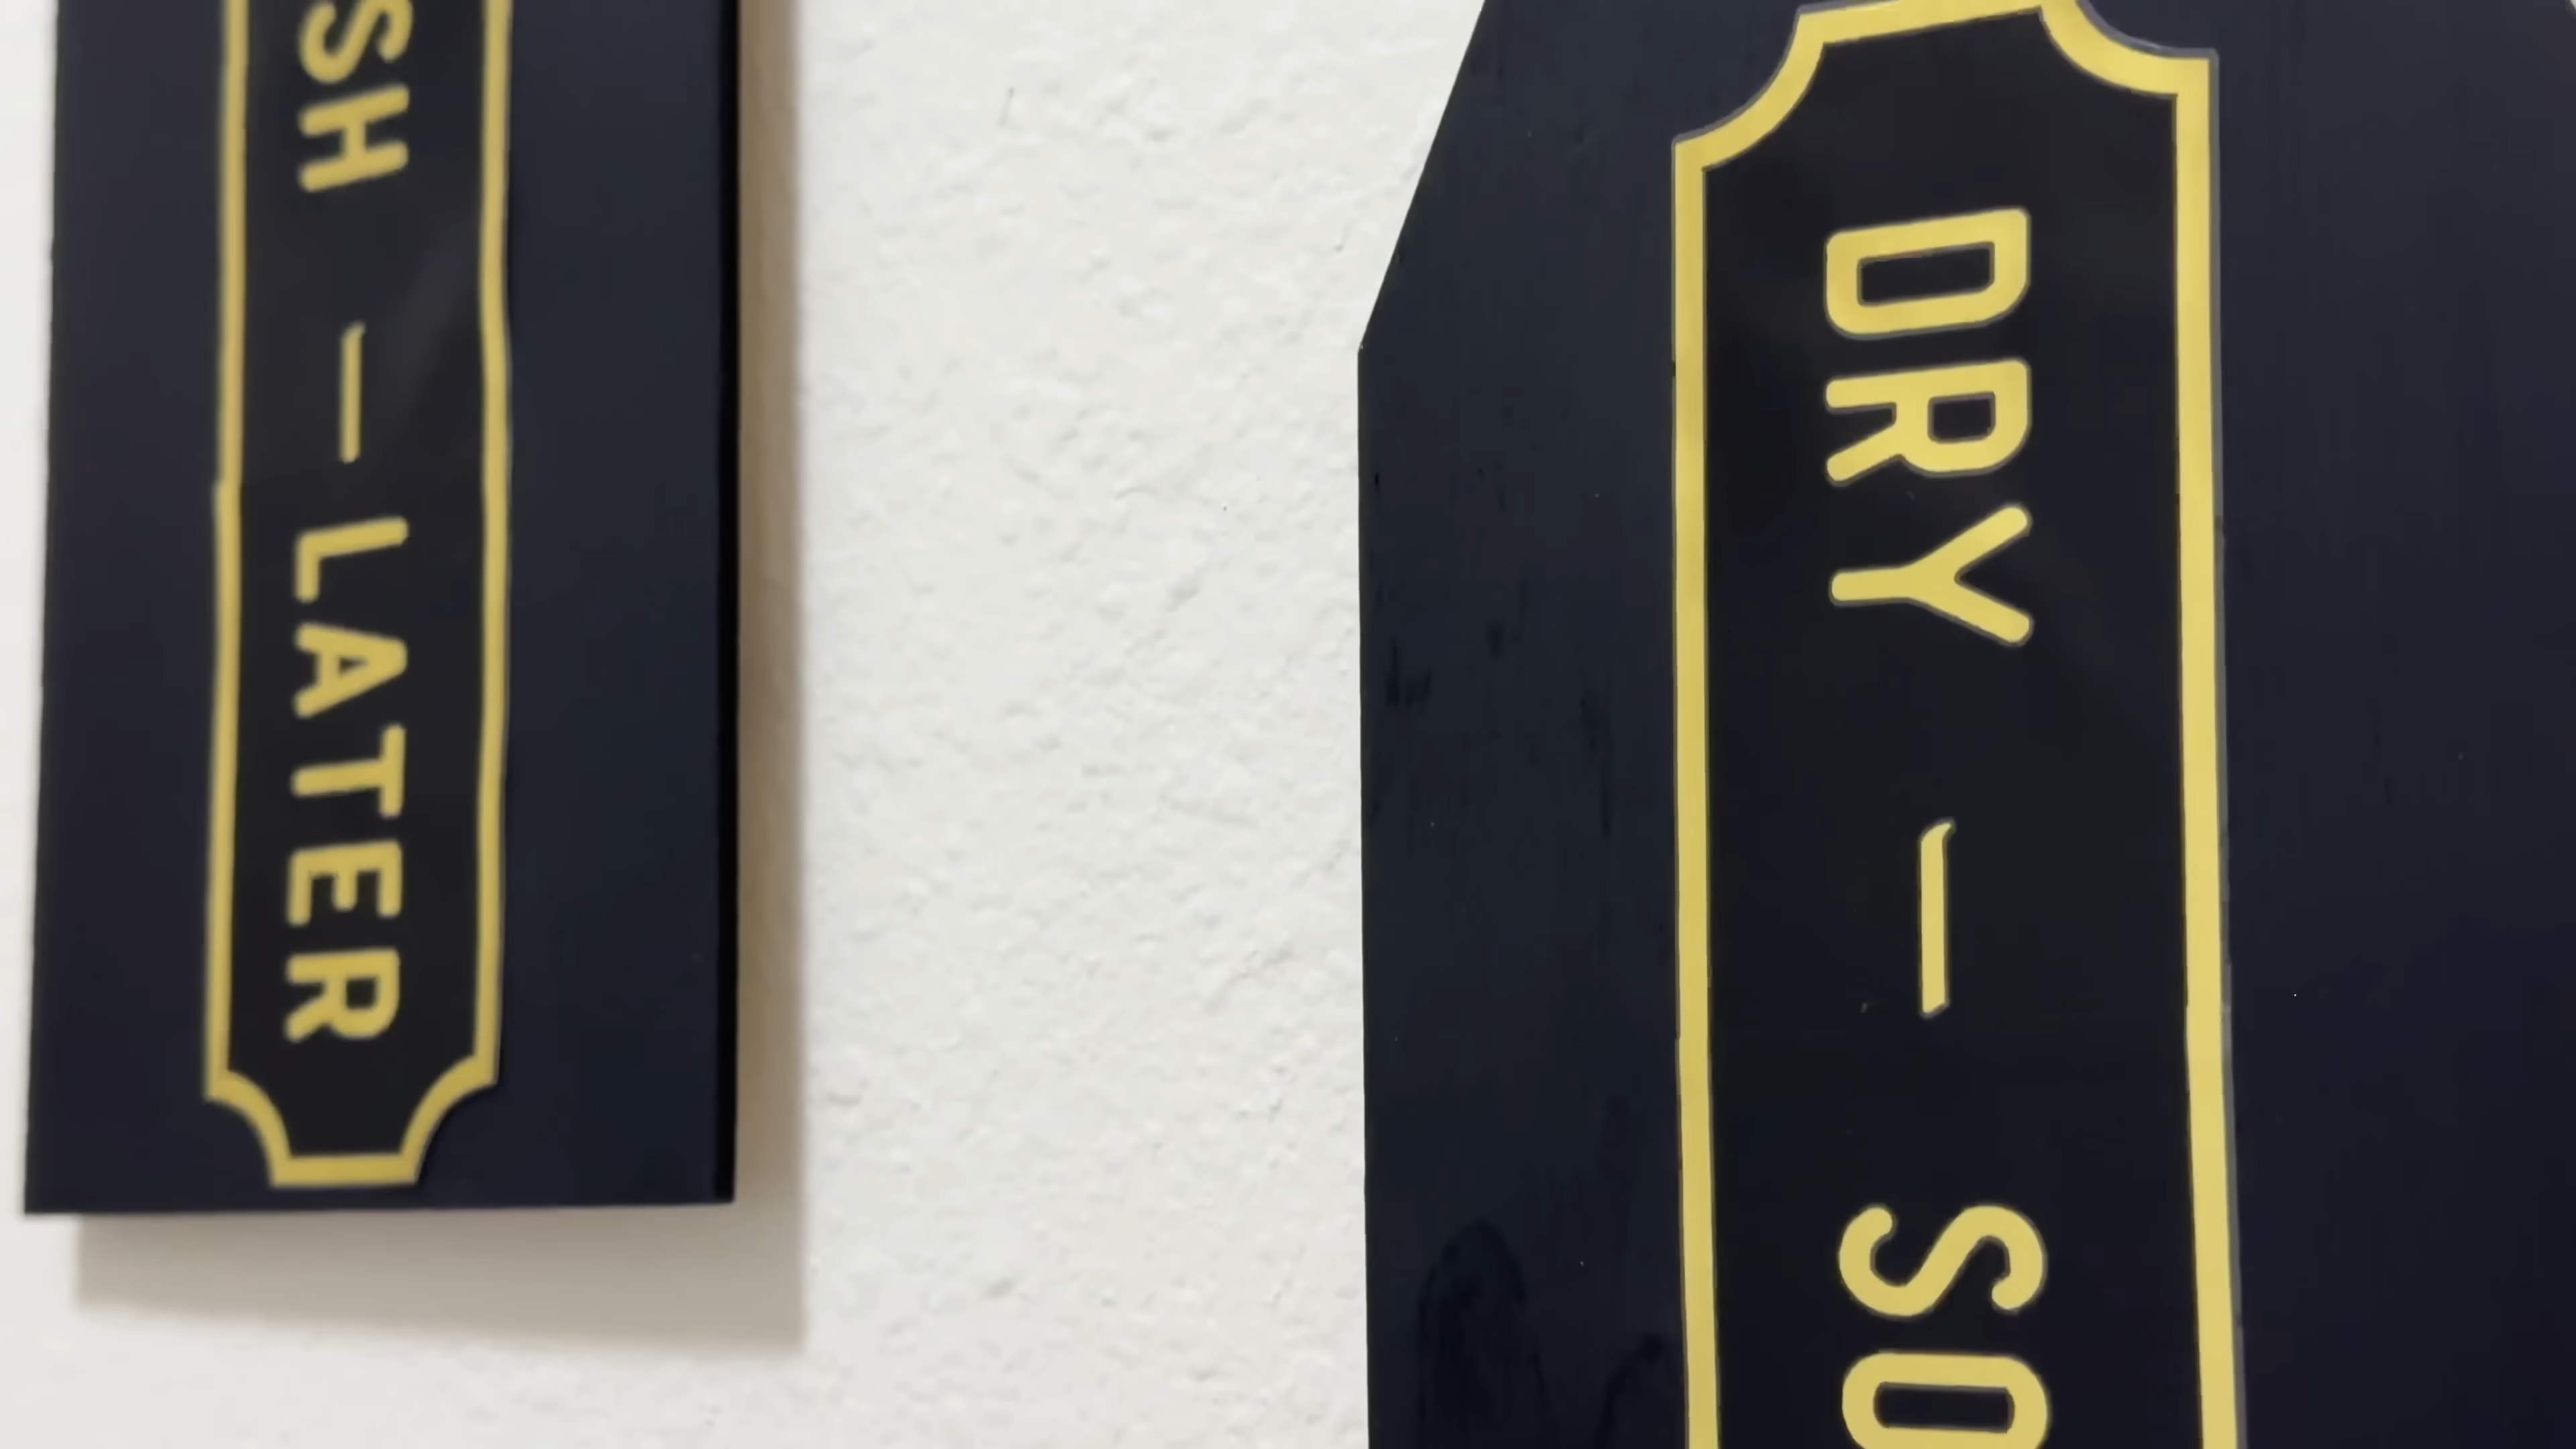 SH — LATER
DRY — SO